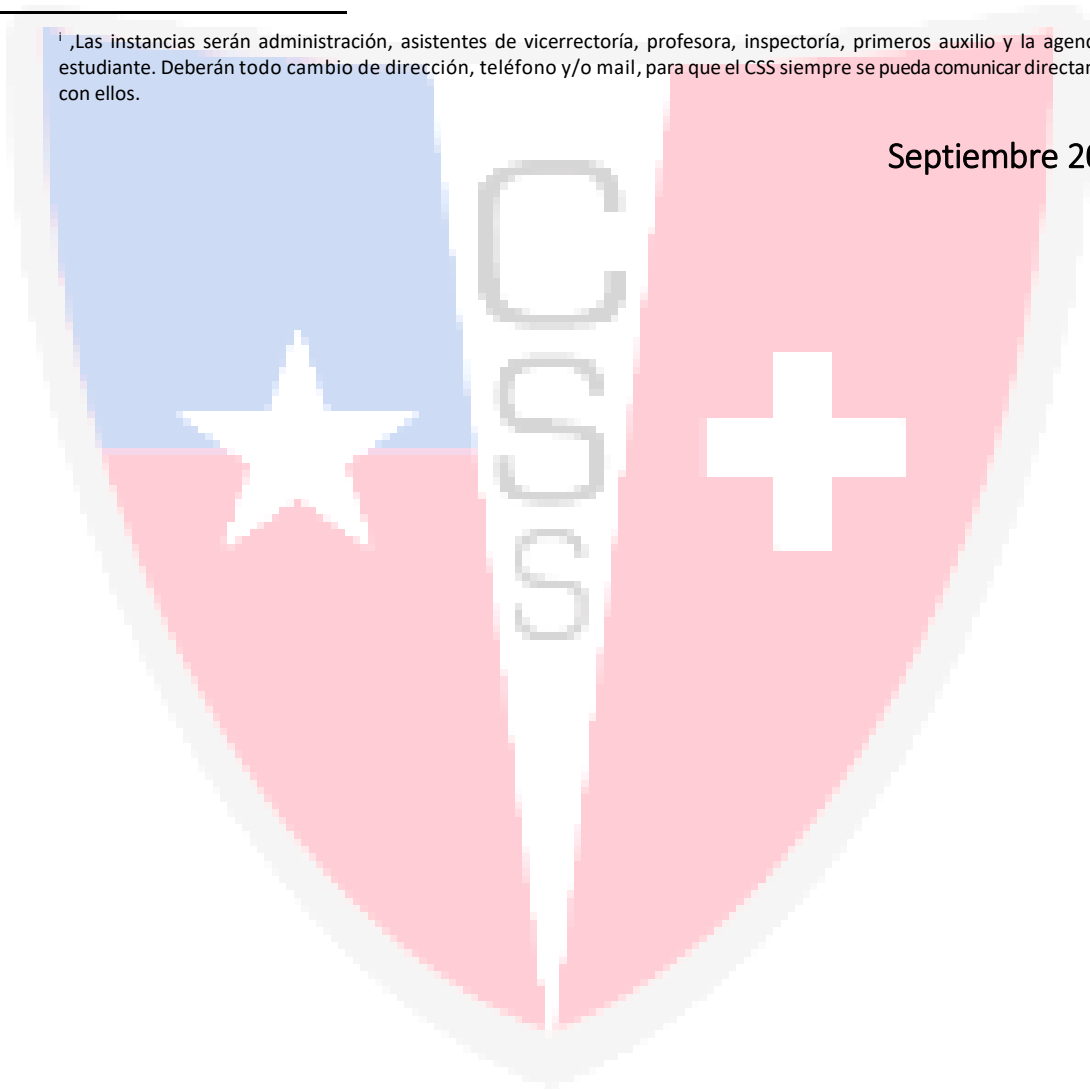 i ,Las instancias serán administración, asistentes de vicerrectoría, profesora, inspectoría, primeros auxilio y la
estudiante. Deberán todo cambio de dirección, teléfono y/o mail, para que el CSS siempre se pueda comunicar
con ellos.
Septiembre
C
S
S